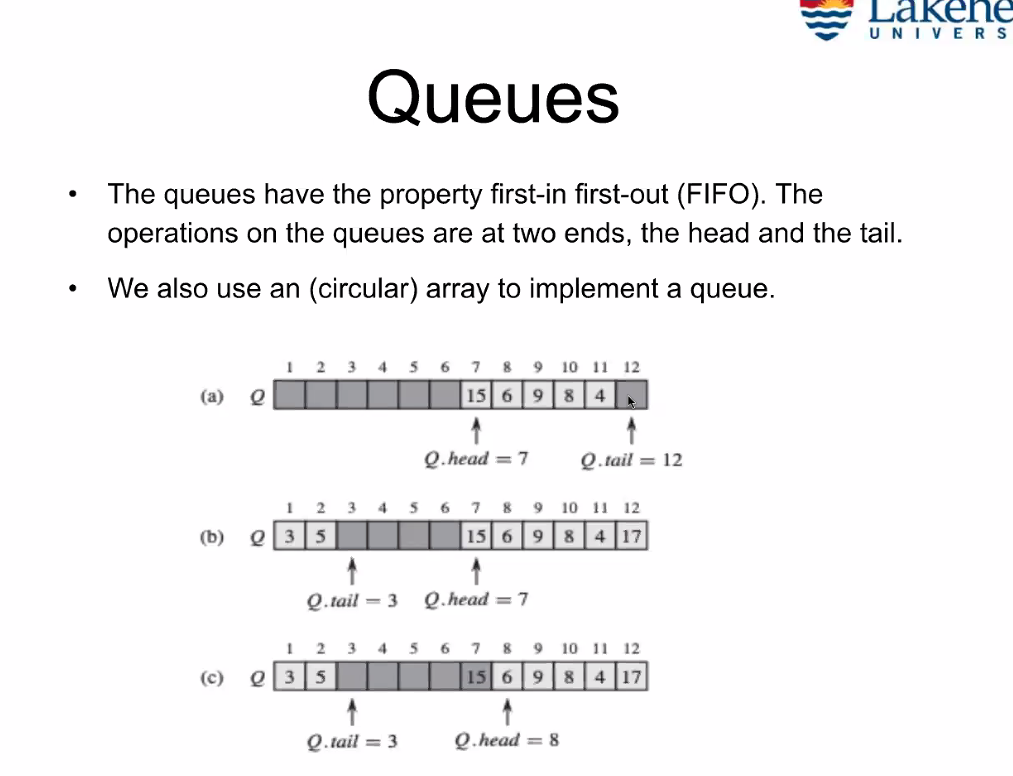 Lakehe
UNIVERS
Queues
• The queues have the property first-in first-out (FIFO). The
operations on the queues are at two ends, the head and the tail.
• We also use an (circular) array to implement a queue.
1 2 3 4 5 6 7 8 9 10 11 12
(a) Q 15 6 9 8 4
Q.head = 7 Q.tail = 12
1 2 3 4 5 6 7 8 9 10 11 12
(b) Q 3 5 15 6 9 8 4 17
Q.tail = 3 Q.head = 7
1 2 3 4 5 6 7 8 9 10 11 12
(c) Q 3 5 15 6 9 8 4 17
Q.tail = 3 Q.head = 8